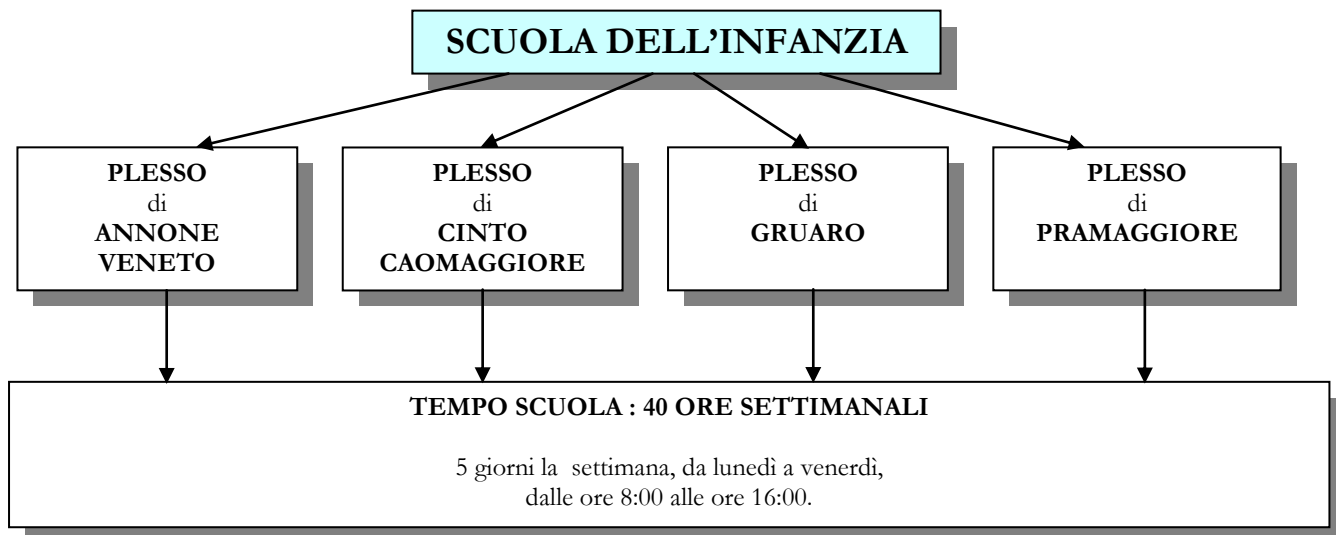 SCUOLA DELL’INFANZIA
PLESSO
di
ANNONE
VENETO
PLESSO
di
CINTO
CAOMAGGIORE
PLESSO
di
GRUARO
PLESSO
di
PRAMAGGIORE
TEMPO SCUOLA : 40 ORE SETTIMANALI
5 giorni la settimana, da lunedì a venerdì,
dalle ore 8:00 alle ore 16:00.